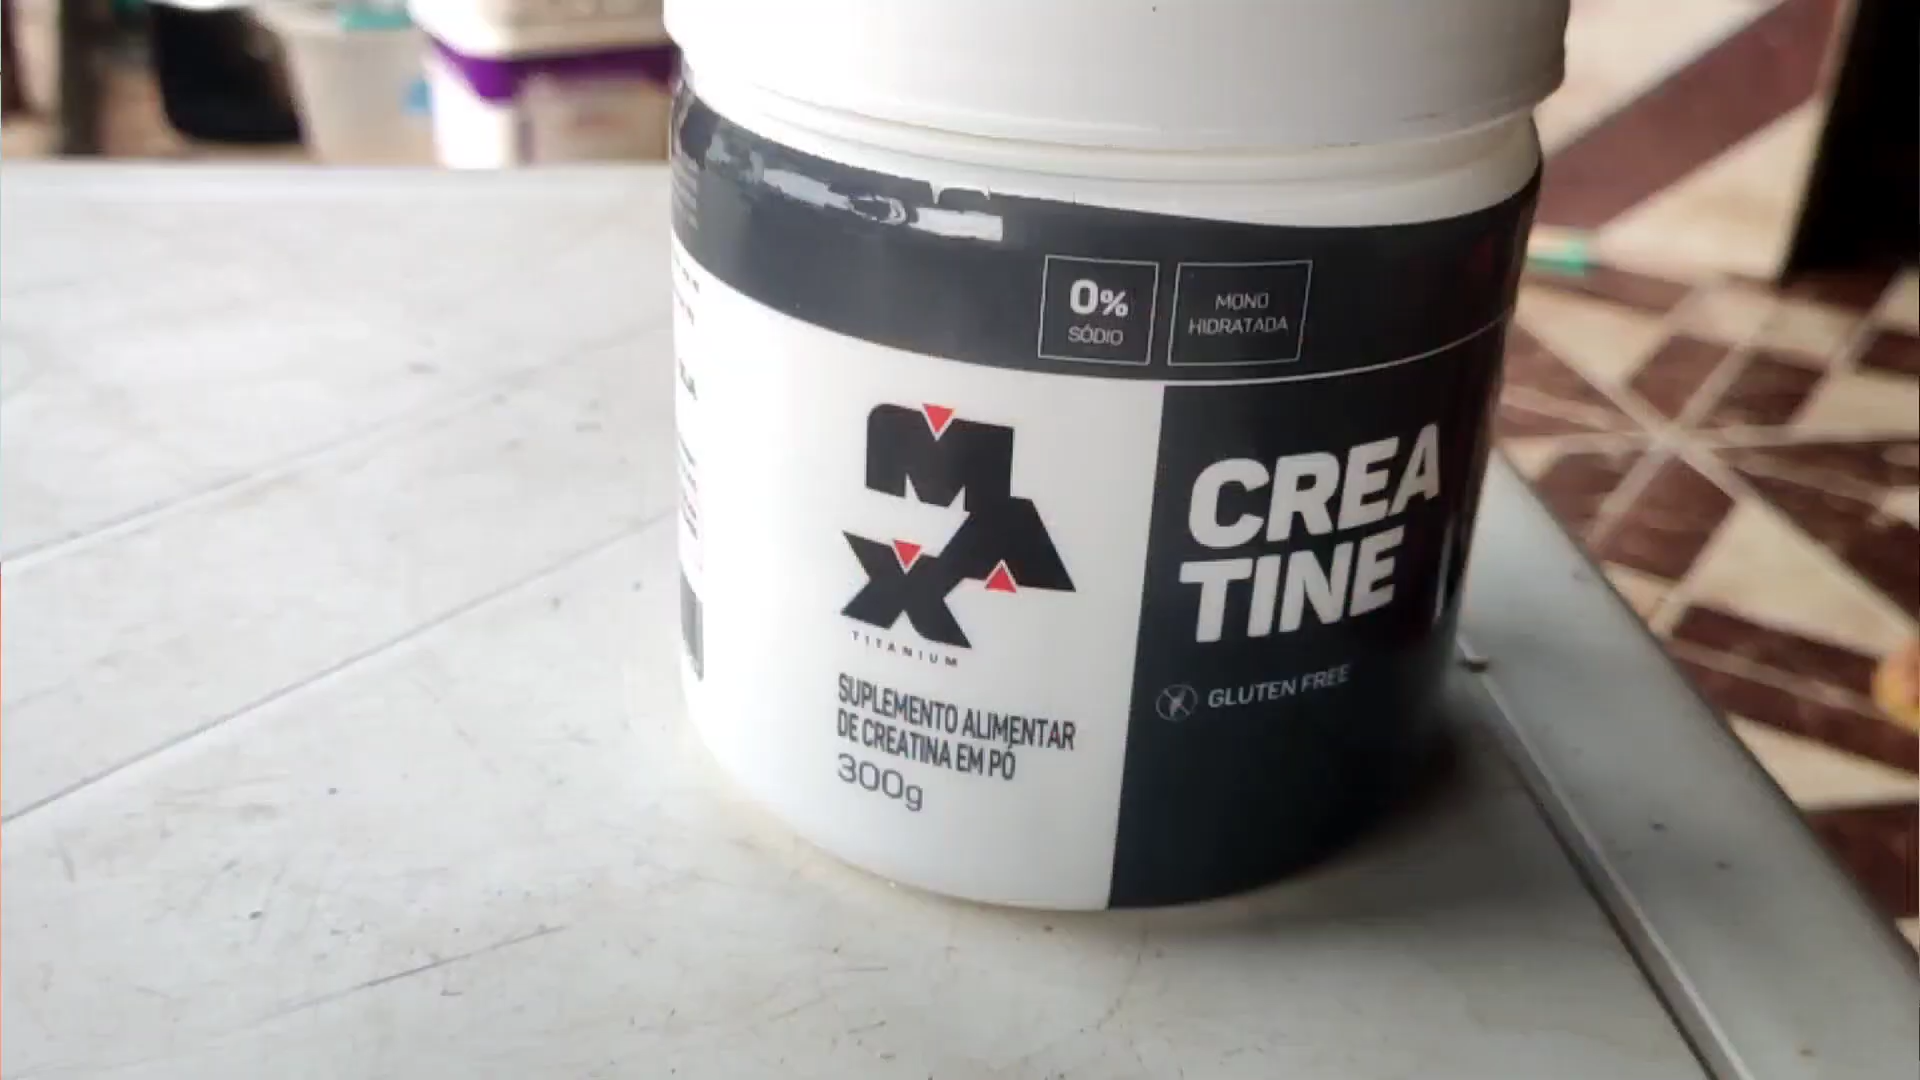 0%
SÓDIO
MONO
HIDRATADA
MAX
TITANIUM
SUPLEMENTO ALIMENTAR
DE CREATINA EM PÓ
300g
CREA
TINE
GLUTEN FREE